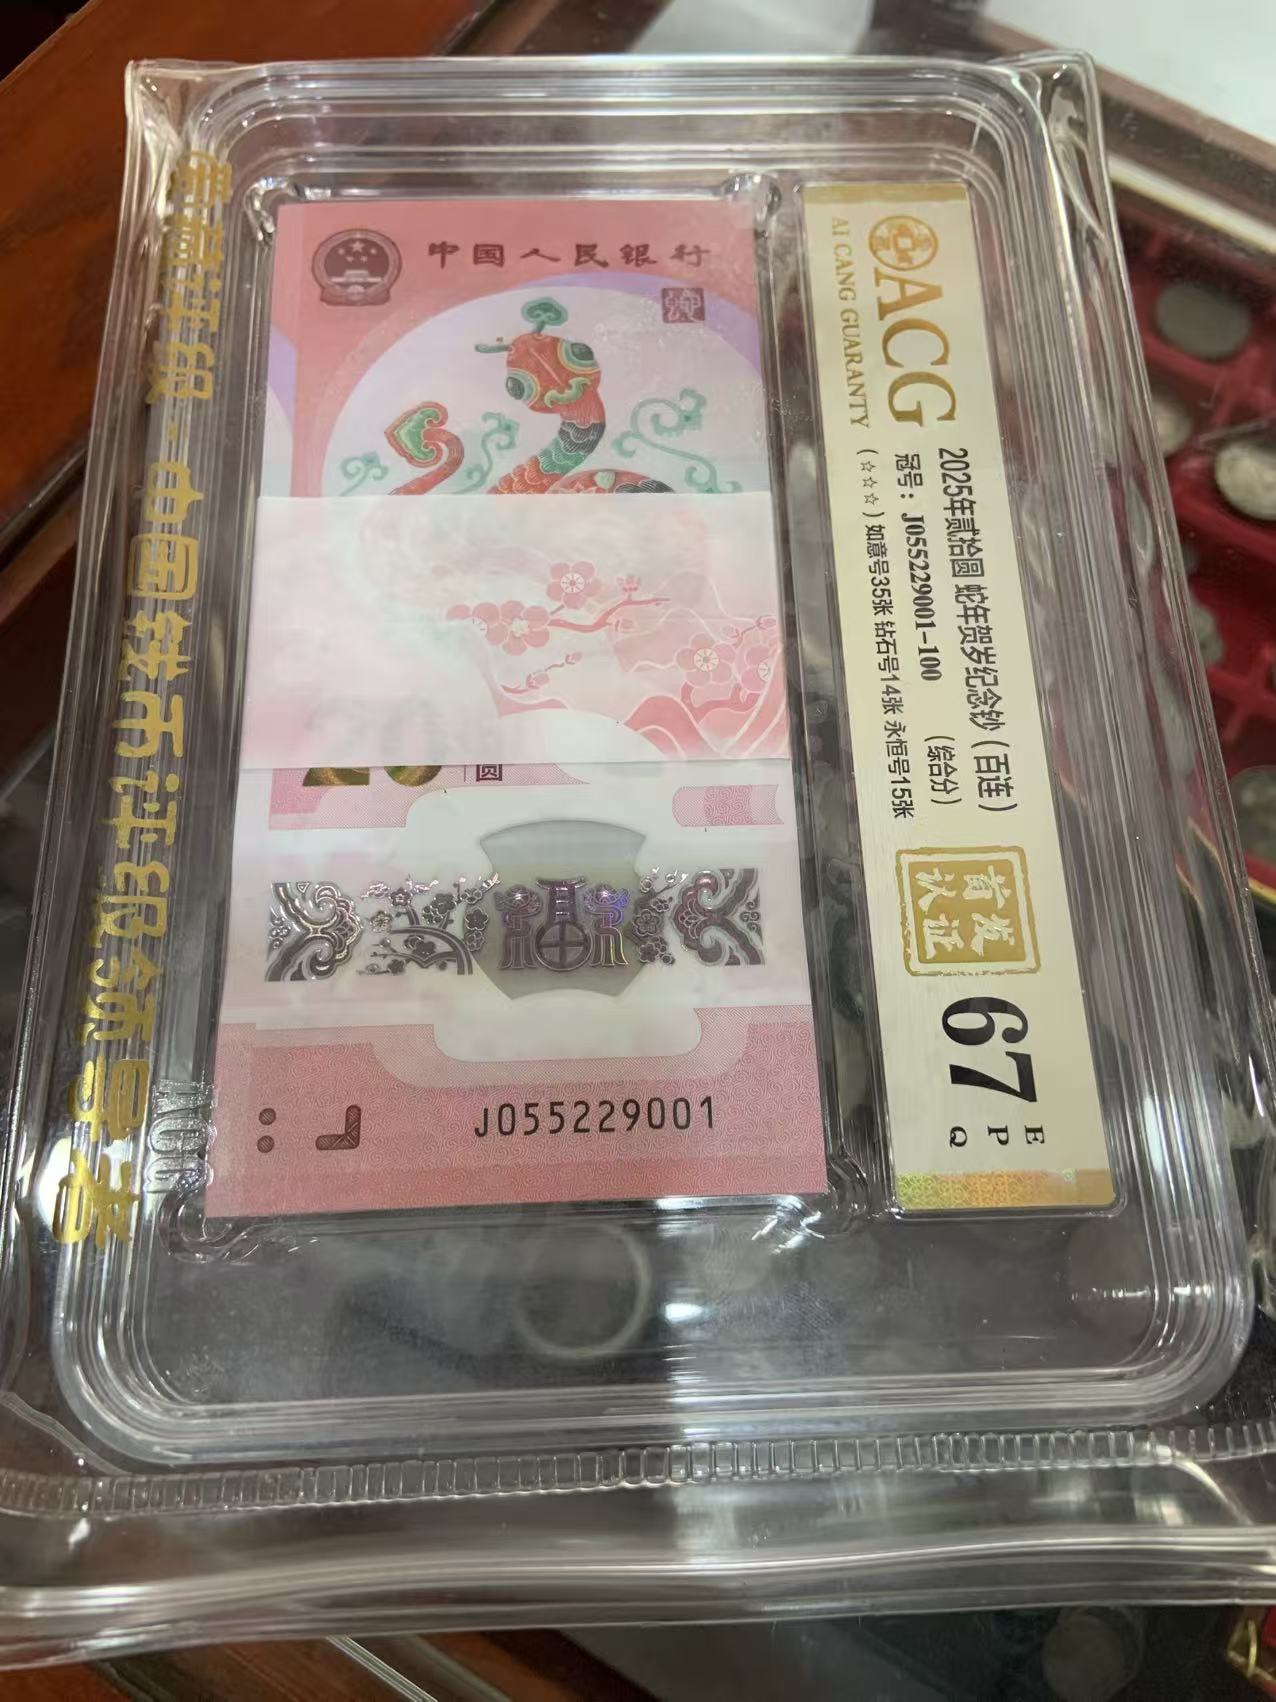 爱藏评级·中国钱币评级领导者
中国人民银行
20
圆
J055229001
ACG
AI CANG GUARANTY
2025年贰拾圆 蛇年贺岁纪念钞（百连）
冠号：J055229001-100 （综合分）
（☆☆☆）如意号35张 钻石号14张 永恒号15张
首发
认证
67
E
P
Q
ACG